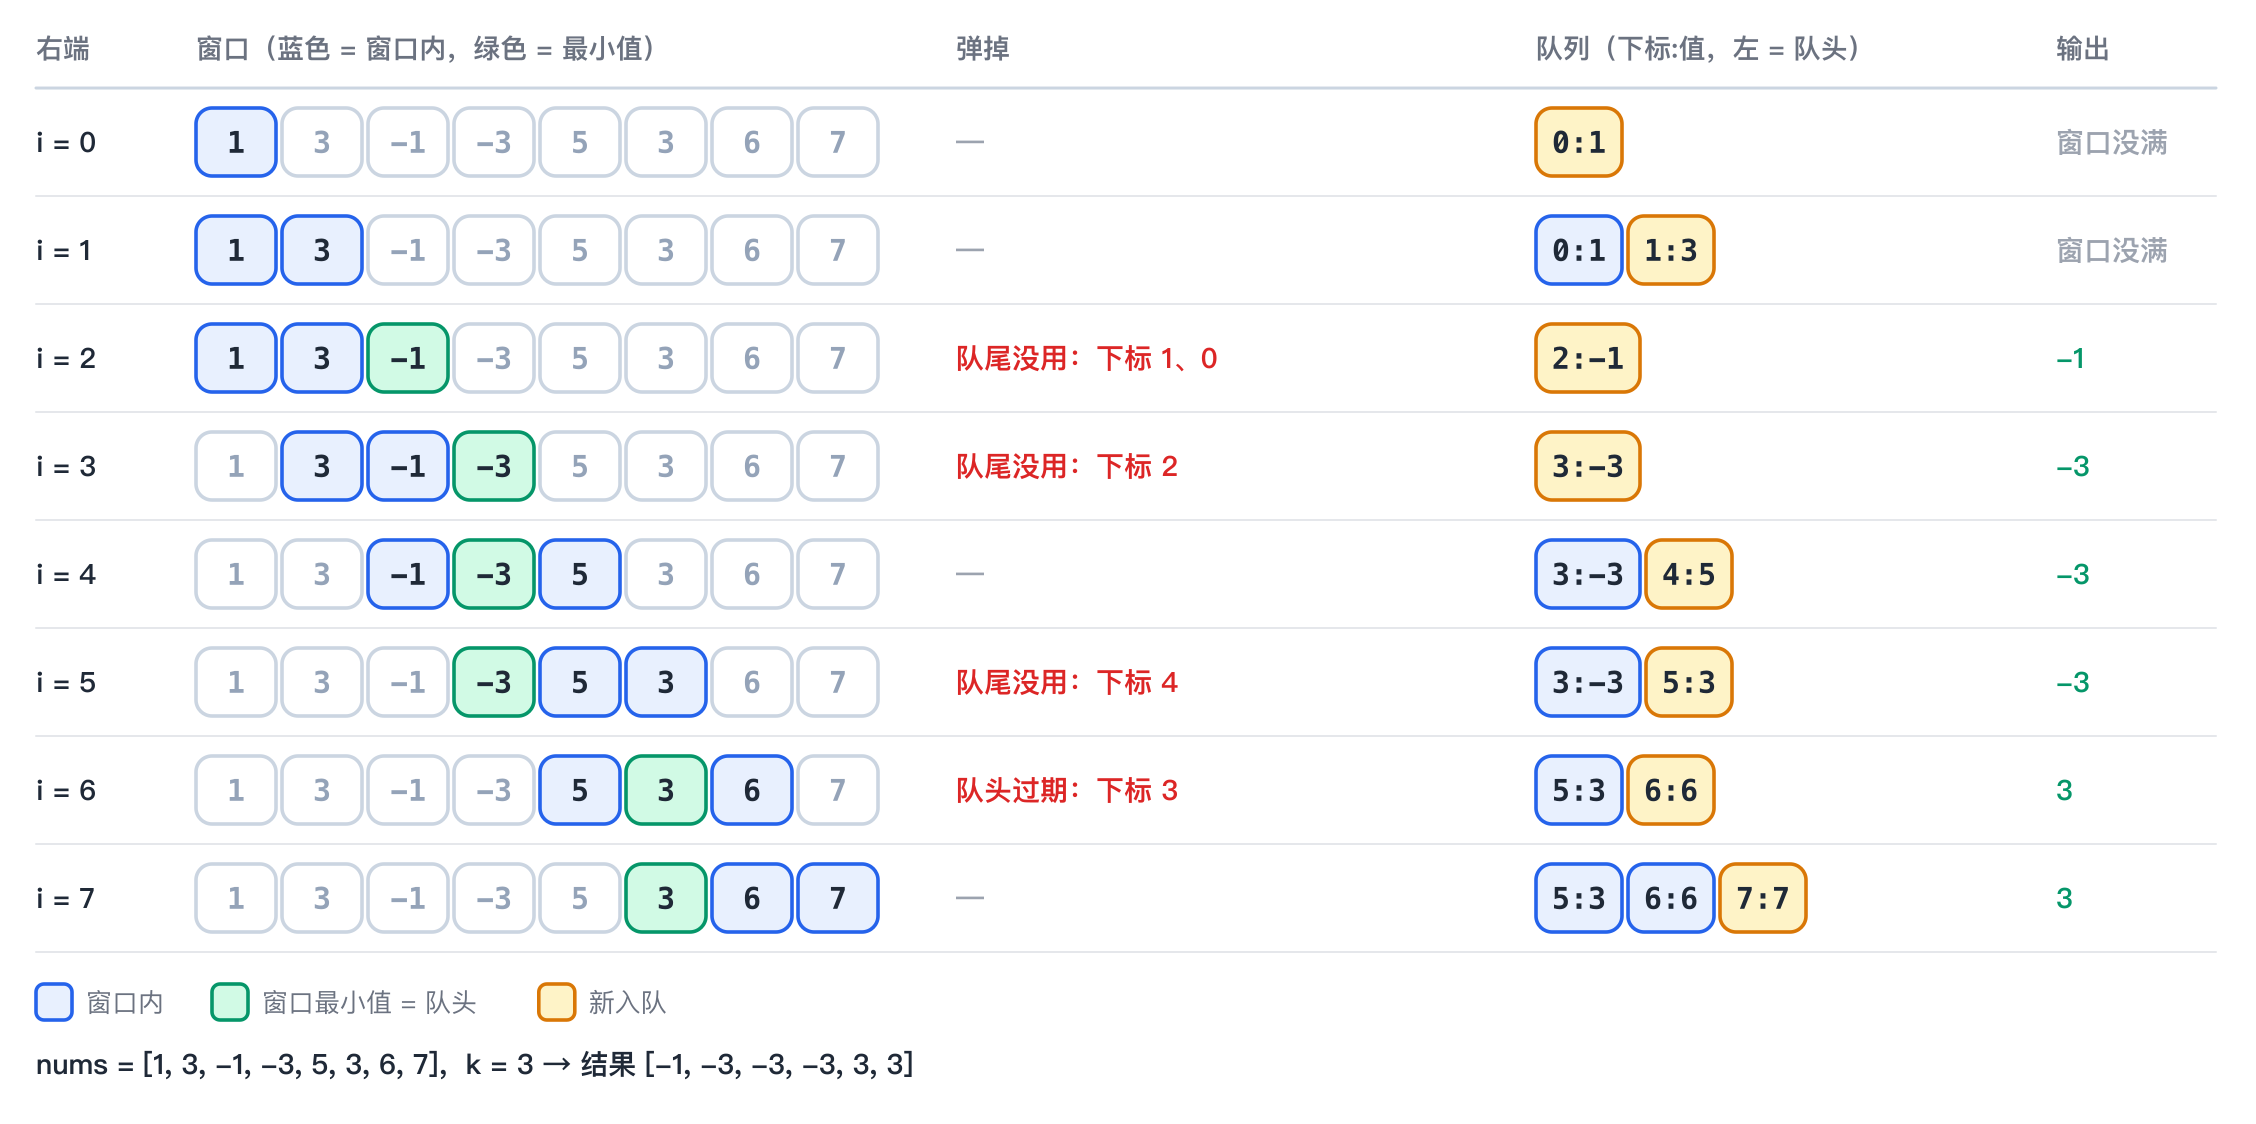 右端 窗口（蓝色 = 窗口内，绿色 = 最小值） 弹掉 队列（下标:值，左 = 队头） 输出
i = 0 1 3 −1 −3 5 3 6 7 — 0:1 窗口没满
i = 1 1 3 −1 −3 5 3 6 7 — 0:1 1:3 窗口没满
i = 2 1 3 −1 −3 5 3 6 7 队尾没用：下标 1、0 2:−1 −1
i = 3 1 3 −1 −3 5 3 6 7 队尾没用：下标 2 3:−3 −3
i = 4 1 3 −1 −3 5 3 6 7 — 3:−3 4:5 −3
i = 5 1 3 −1 −3 5 3 6 7 队尾没用：下标 4 3:−3 5:3 −3
i = 6 1 3 −1 −3 5 3 6 7 队头过期：下标 3 5:3 6:6 3
i = 7 1 3 −1 −3 5 3 6 7 — 5:3 6:6 7:7 3
窗口内 窗口最小值 = 队头 新入队
nums = [1, 3, −1, −3, 5, 3, 6, 7]，k = 3 → 结果 [−1, −3, −3, −3, 3, 3]